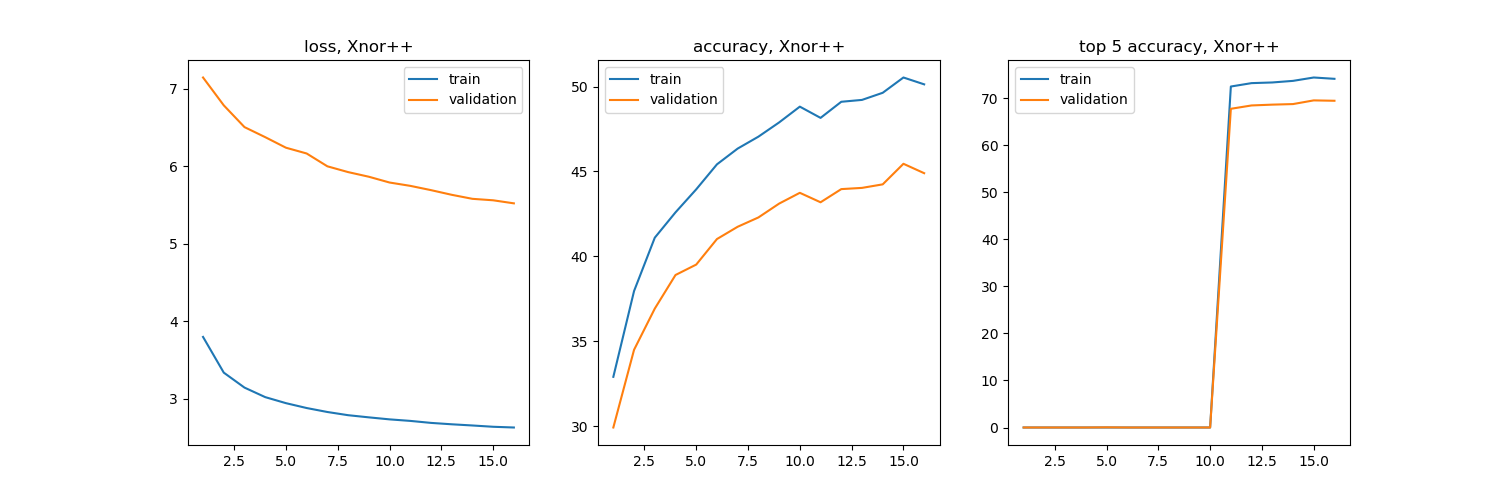 loss, Xnor++
train
validation
7
6
5
4
3
2.5 5.0 7.5 10.0 12.5 15.0
accuracy, Xnor++
train
validation
50
45
40
35
30
2.5 5.0 7.5 10.0 12.5 15.0
top 5 accuracy, Xnor++
train
validation
70
60
50
40
30
20
10
0
2.5 5.0 7.5 10.0 12.5 15.0